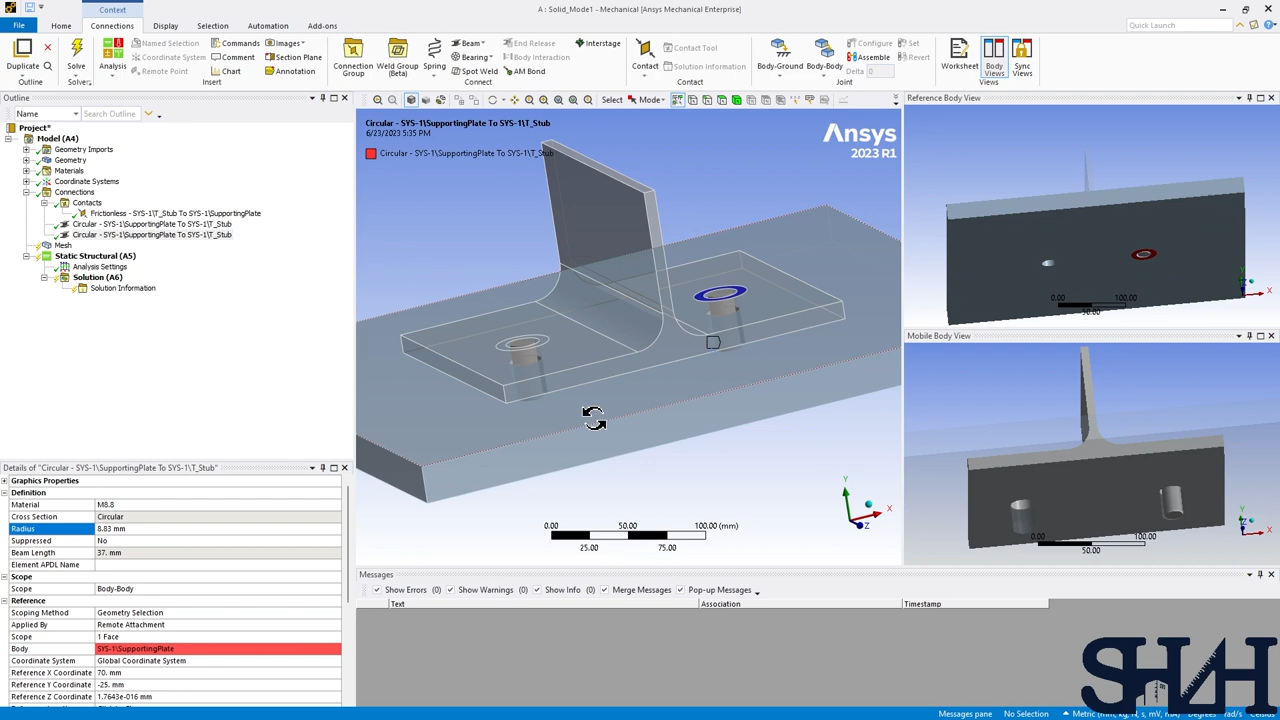 Context
A : Solid_Mode1 - Mechanical [Ansys Mechanical Enterprise]
File Home Connections Display Selection Automation Add-ons
Quick Launch
Duplicate Solve Analysis
Named Selection Commands Images
Coordinate System Comment Section Plane
Remote Point Chart Annotation
Connection Group Weld Group (Beta) Spring
Beam End Release Interstage
Bearing Body Interaction
Spot Weld AM Bond
Contact Contact Tool
Solution Information
Body-Ground Body-Body
Configure Set
Assemble Revert
Delta 0
Worksheet Body Views Sync Views
Outline Solver Insert Connect Contact Joint Views
Outline
Name Search Outline
Project*
Model (A4)
Geometry Imports
Geometry
Materials
Coordinate Systems
Connections
Contacts
Frictionless - SYS-1\T_Stub To SYS-1\SupportingPlate
Circular - SYS-1\SupportingPlate To SYS-1\T_Stub
Circular - SYS-1\SupportingPlate To SYS-1\T_Stub
Mesh
Static Structural (A5)
Analysis Settings
Solution (A6)
Solution Information
Select Mode
Circular - SYS-1\SupportingPlate To SYS-1\T_Stub
6/23/2023 5:35 PM
Circular - SYS-1\SupportingPlate To SYS-1\T_Stub
Ansys
2023 R1
0.00 50.00 100.00 (mm)
25.00 75.00
Y
X
Z
Reference Body View
0.00 100.00
50.00
Y
X
Z
Mobile Body View
0.00 100.00
50.00
Y
X
Z
Details of "Circular - SYS-1\SupportingPlate To SYS-1\T_Stub"
Graphics Properties
Definition
Material M8.8
Cross Section Circular
Radius 8.83 mm
Suppressed No
Beam Length 37. mm
Element APDL Name
Scope
Scope Body-Body
Reference
Scoping Method Geometry Selection
Applied By Remote Attachment
Scope 1 Face
Body SYS-1\SupportingPlate
Coordinate System Global Coordinate System
Reference X Coordinate 70. mm
Reference Y Coordinate -25. mm
Reference Z Coordinate 1.7643e-016 mm
Messages
Show Errors (0) Show Warnings (0) Show Info (0) Merge Messages Pop-up Messages
Text Association Timestamp
SHZH
Messages pane No Selection Metric (mm, kg, N, s, mV, mA) Degrees rad/s Celsius